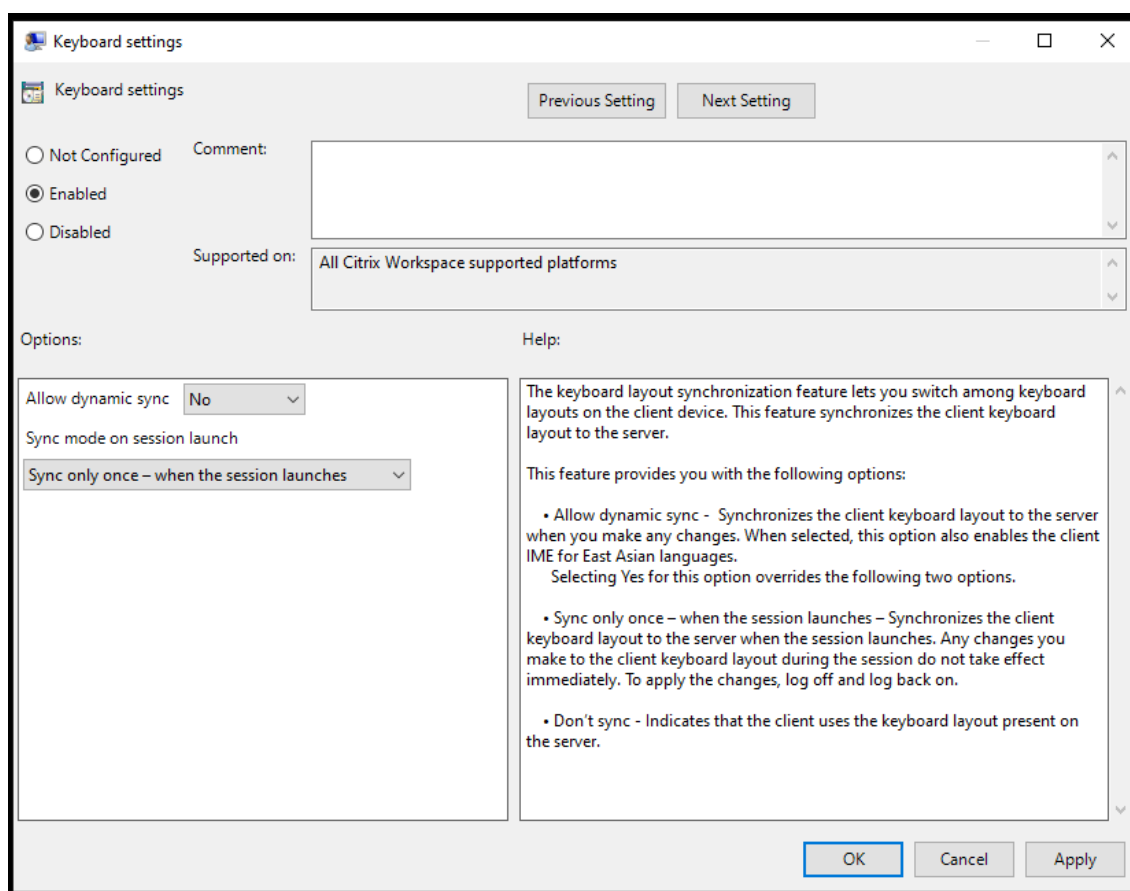 Keyboard settings
Keyboard settings
Previous Setting
Next Setting
Not Configured
Enabled
Disabled
Comment:
Supported on:
All Citrix Workspace supported platforms
Options:
Help:
Allow dynamic sync
No
Sync mode on session launch
Sync only once – when the session launches
The keyboard layout synchronization feature lets you switch among keyboard
layouts on the client device. This feature synchronizes the client keyboard
layout to the server.
This feature provides you with the following options:
• Allow dynamic sync -  Synchronizes the client keyboard layout to the server
when you make any changes. When selected, this option also enables the client
IME for East Asian languages.
Selecting Yes for this option overrides the following two options.
• Sync only once – when the session launches – Synchronizes the client
keyboard layout to the server when the session launches. Any changes you
make to the client keyboard layout during the session do not take effect
immediately. To apply the changes, log off and log back on.
• Don't sync - Indicates that the client uses the keyboard layout present on
the server.
OK
Cancel
Apply